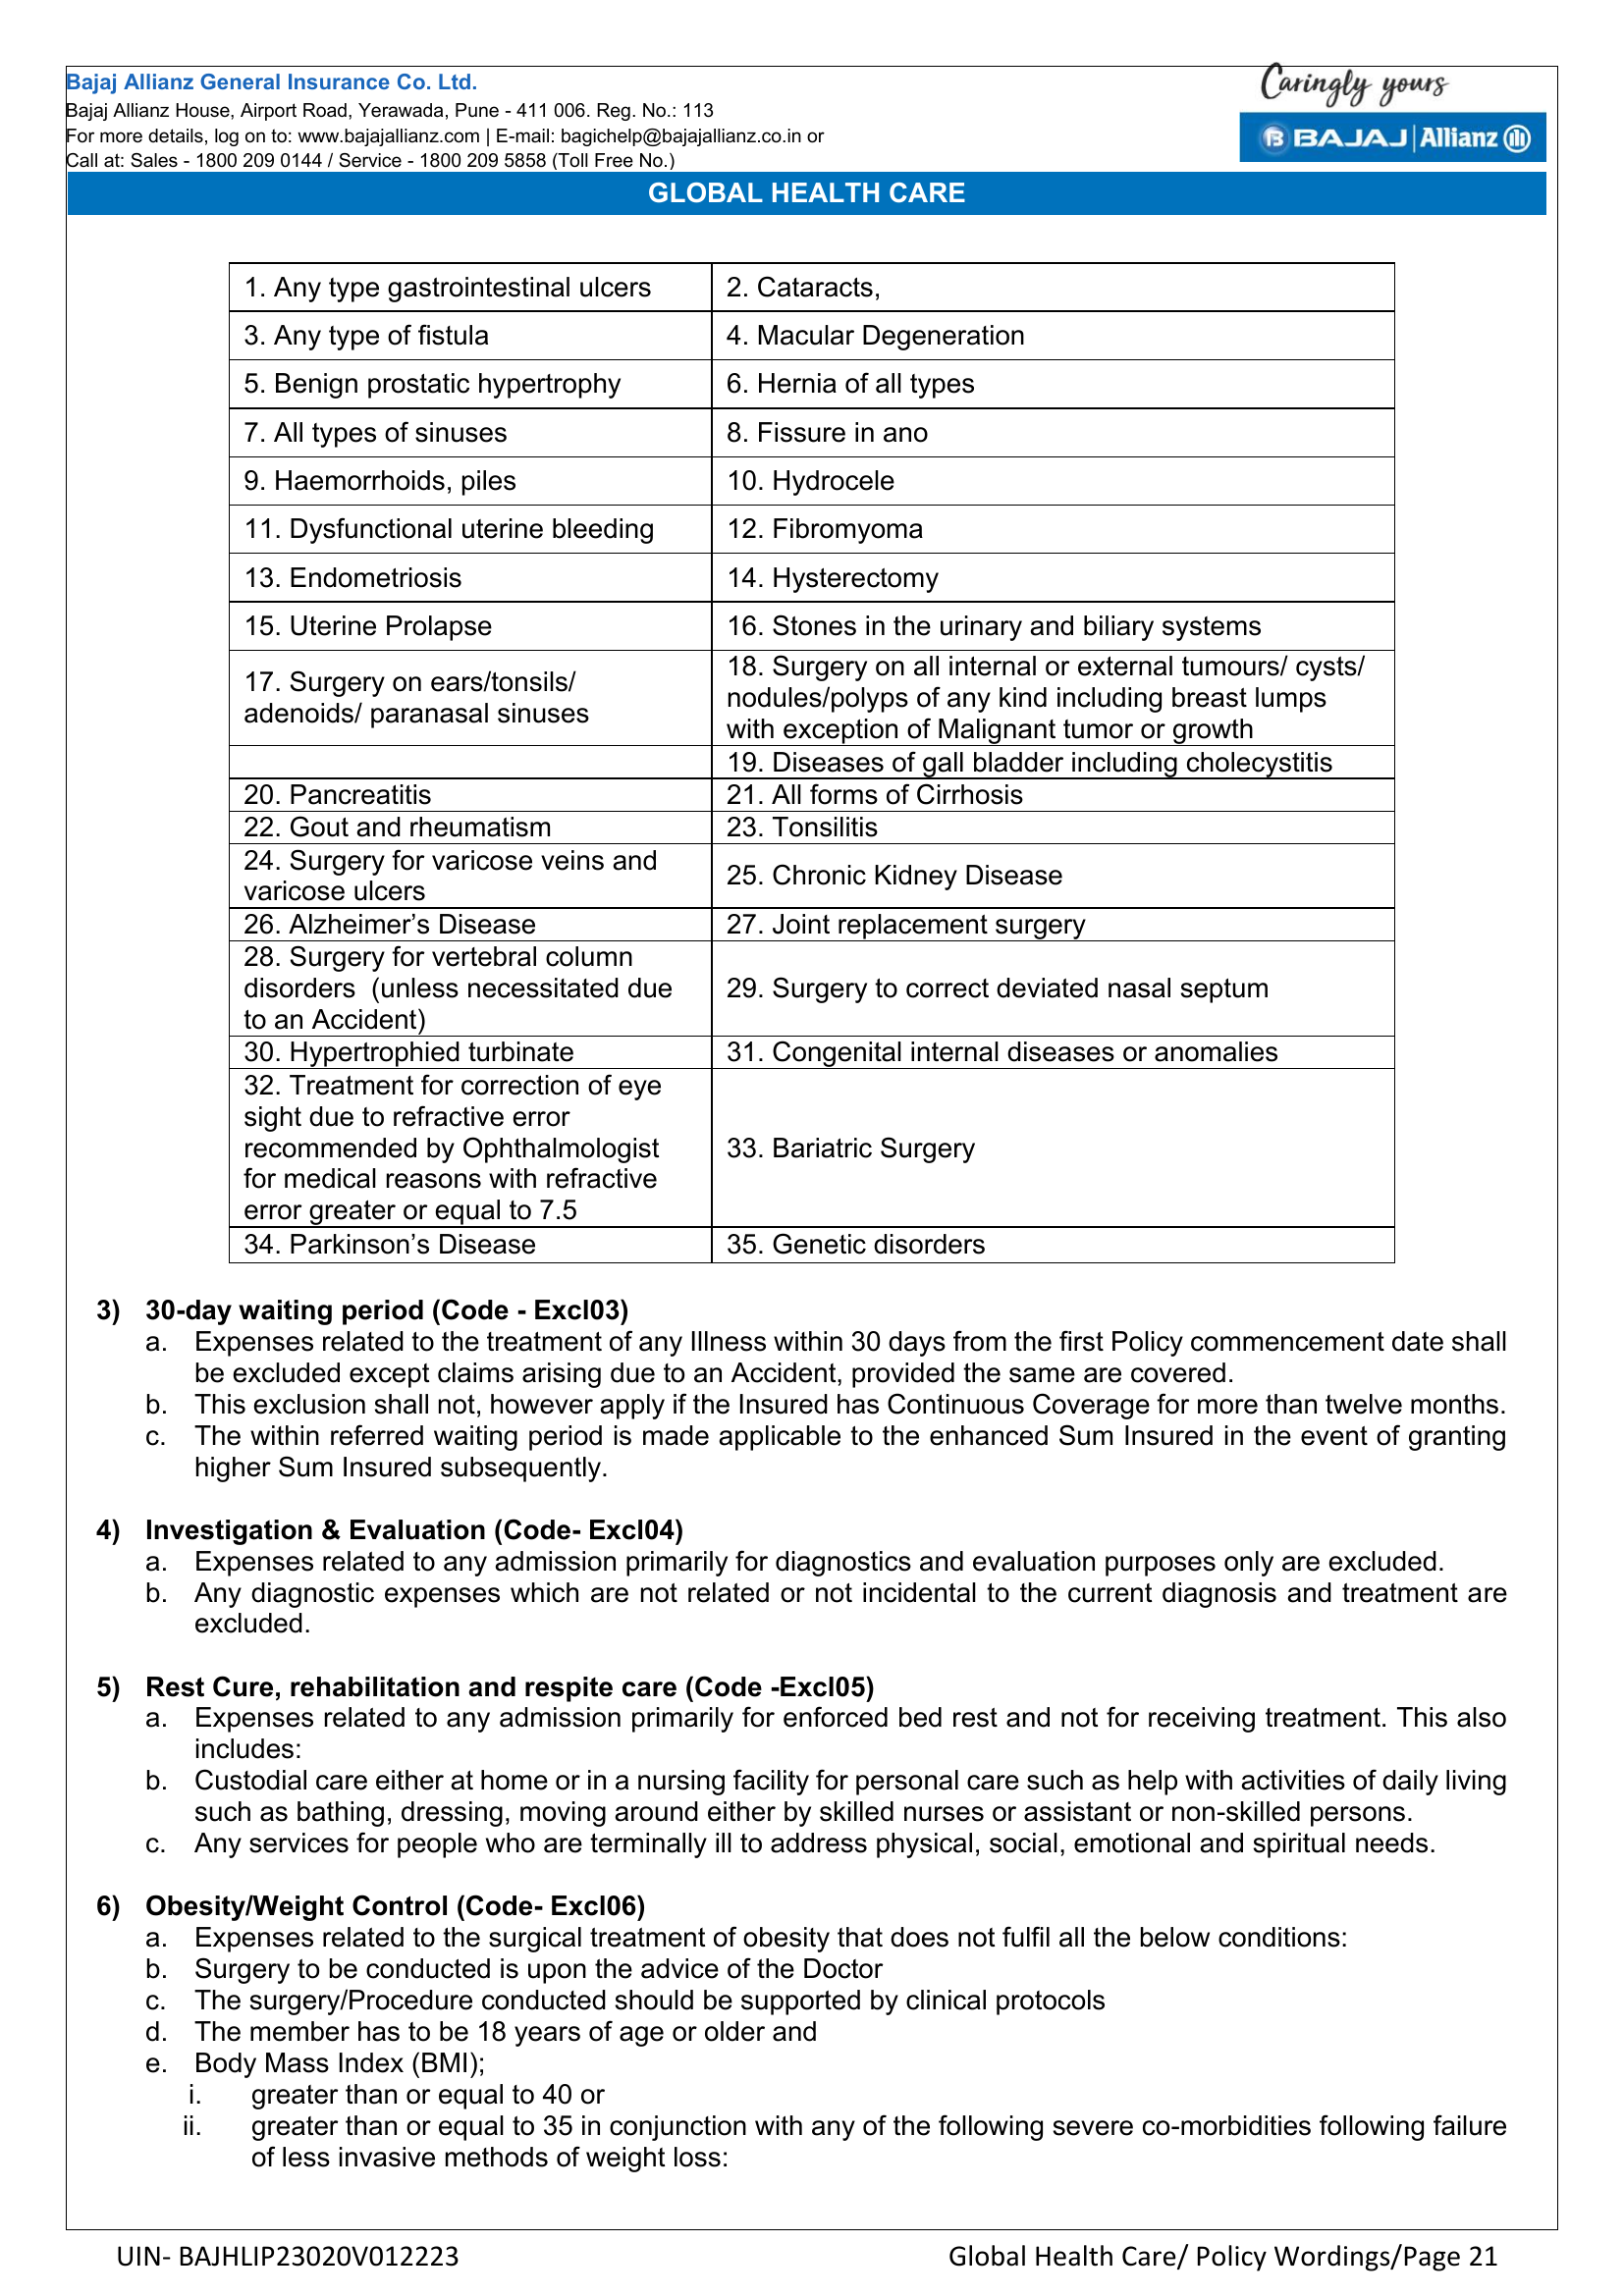 Bajaj Allianz General Insurance Co. Ltd.
Bajaj Allianz House, Airport Road, Yerawada, Pune - 411 006. Reg. No.: 113
For more details, log on to: www.bajajallianz.com | E-mail: bagichelp@bajajallianz.co.in or
Call at: Sales - 1800 209 0144 / Service - 1800 209 5858 (Toll Free No.)
Caringly yours
BAJAJ | Allianz
GLOBAL HEALTH CARE
1. Any type gastrointestinal ulcers
2. Cataracts,
3. Any type of fistula
4. Macular Degeneration
5. Benign prostatic hypertrophy
6. Hernia of all types
7. All types of sinuses
8. Fissure in ano
9. Haemorrhoids, piles
10. Hydrocele
11. Dysfunctional uterine bleeding
12. Fibromyoma
13. Endometriosis
14. Hysterectomy
15. Uterine Prolapse
16. Stones in the urinary and biliary systems
17. Surgery on ears/tonsils/
adenoids/ paranasal sinuses
18. Surgery on all internal or external tumours/ cysts/
nodules/polyps of any kind including breast lumps
with exception of Malignant tumor or growth
19. Diseases of gall bladder including cholecystitis
20. Pancreatitis
21. All forms of Cirrhosis
22. Gout and rheumatism
23. Tonsilitis
24. Surgery for varicose veins and
varicose ulcers
25. Chronic Kidney Disease
26. Alzheimer’s Disease
27. Joint replacement surgery
28. Surgery for vertebral column
disorders  (unless necessitated due
to an Accident)
29. Surgery to correct deviated nasal septum
30. Hypertrophied turbinate
31. Congenital internal diseases or anomalies
32. Treatment for correction of eye
sight due to refractive error
recommended by Ophthalmologist
for medical reasons with refractive
error greater or equal to 7.5
33. Bariatric Surgery
34. Parkinson’s Disease
35. Genetic disorders
3) 30-day waiting period (Code - Excl03)
a. Expenses related to the treatment of any Illness within 30 days from the first Policy commencement date shall
be excluded except claims arising due to an Accident, provided the same are covered.
b. This exclusion shall not, however apply if the Insured has Continuous Coverage for more than twelve months.
c. The within referred waiting period is made applicable to the enhanced Sum Insured in the event of granting
higher Sum Insured subsequently.
4) Investigation & Evaluation (Code- Excl04)
a. Expenses related to any admission primarily for diagnostics and evaluation purposes only are excluded.
b. Any diagnostic expenses which are not related or not incidental to the current diagnosis and treatment are
excluded.
5) Rest Cure, rehabilitation and respite care (Code -Excl05)
a. Expenses related to any admission primarily for enforced bed rest and not for receiving treatment. This also
includes:
b. Custodial care either at home or in a nursing facility for personal care such as help with activities of daily living
such as bathing, dressing, moving around either by skilled nurses or assistant or non-skilled persons.
c. Any services for people who are terminally ill to address physical, social, emotional and spiritual needs.
6) Obesity/Weight Control (Code- Excl06)
a. Expenses related to the surgical treatment of obesity that does not fulfil all the below conditions:
b. Surgery to be conducted is upon the advice of the Doctor
c. The surgery/Procedure conducted should be supported by clinical protocols
d. The member has to be 18 years of age or older and
e. Body Mass Index (BMI);
i. greater than or equal to 40 or
ii. greater than or equal to 35 in conjunction with any of the following severe co-morbidities following failure
of less invasive methods of weight loss:
UIN- BAJHLIP23020V012223
Global Health Care/ Policy Wordings/Page 21